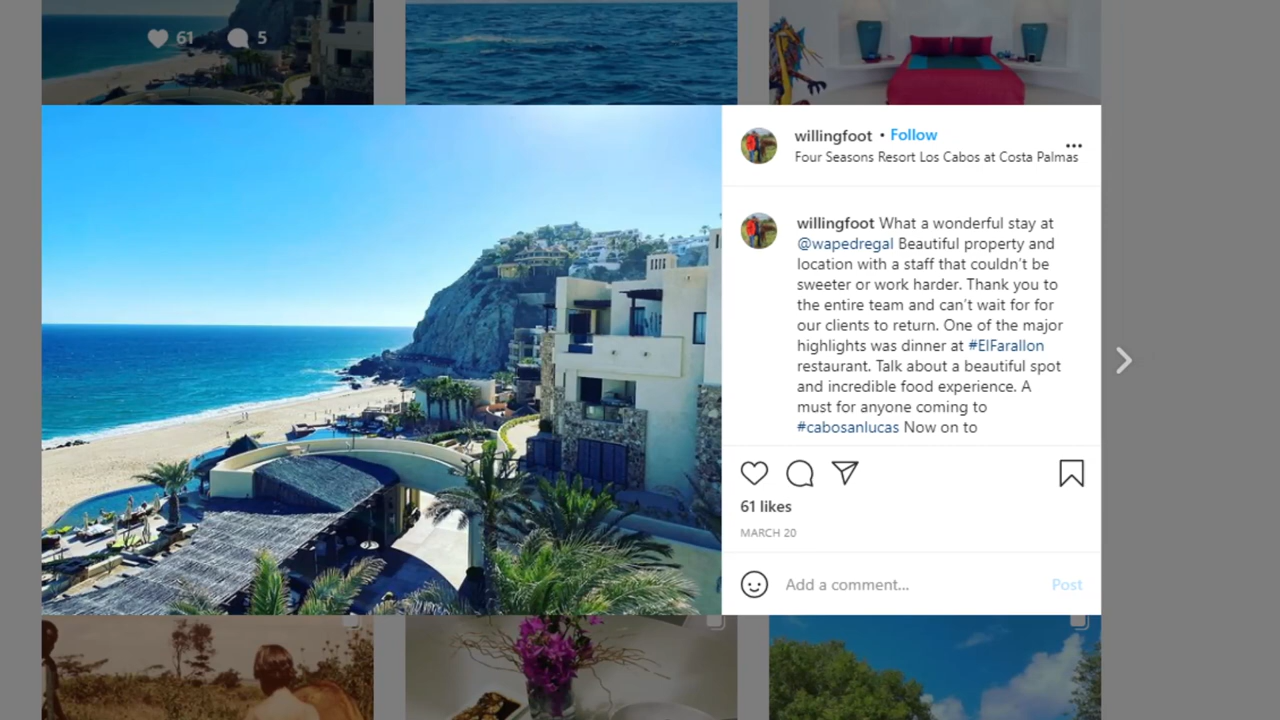 61 5
willingfoot • Follow
Four Seasons Resort Los Cabos at Costa Palmas
willingfoot What a wonderful stay at
@wapedregal Beautiful property and
location with a staff that couldn't be
sweeter or work harder. Thank you to
the entire team and can't wait for for
our clients to return. One of the major
highlights was dinner at #ElFarallon
restaurant. Talk about a beautiful spot
and incredible food experience. A
must for anyone coming to
#cabosanlucas Now on to
61 likes
MARCH 20
Add a comment... Post